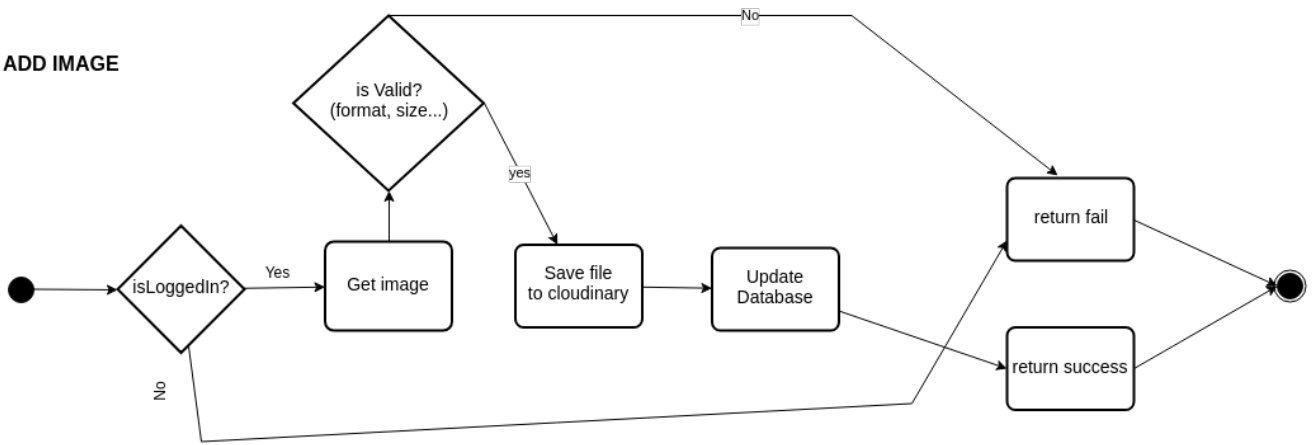 No
ADD IMAGE
is Valid?
(format, size...)
yes
return fail
isLoggedIn?
Yes
Get image
Save file
to cloudinary
Update
Database
return success
No